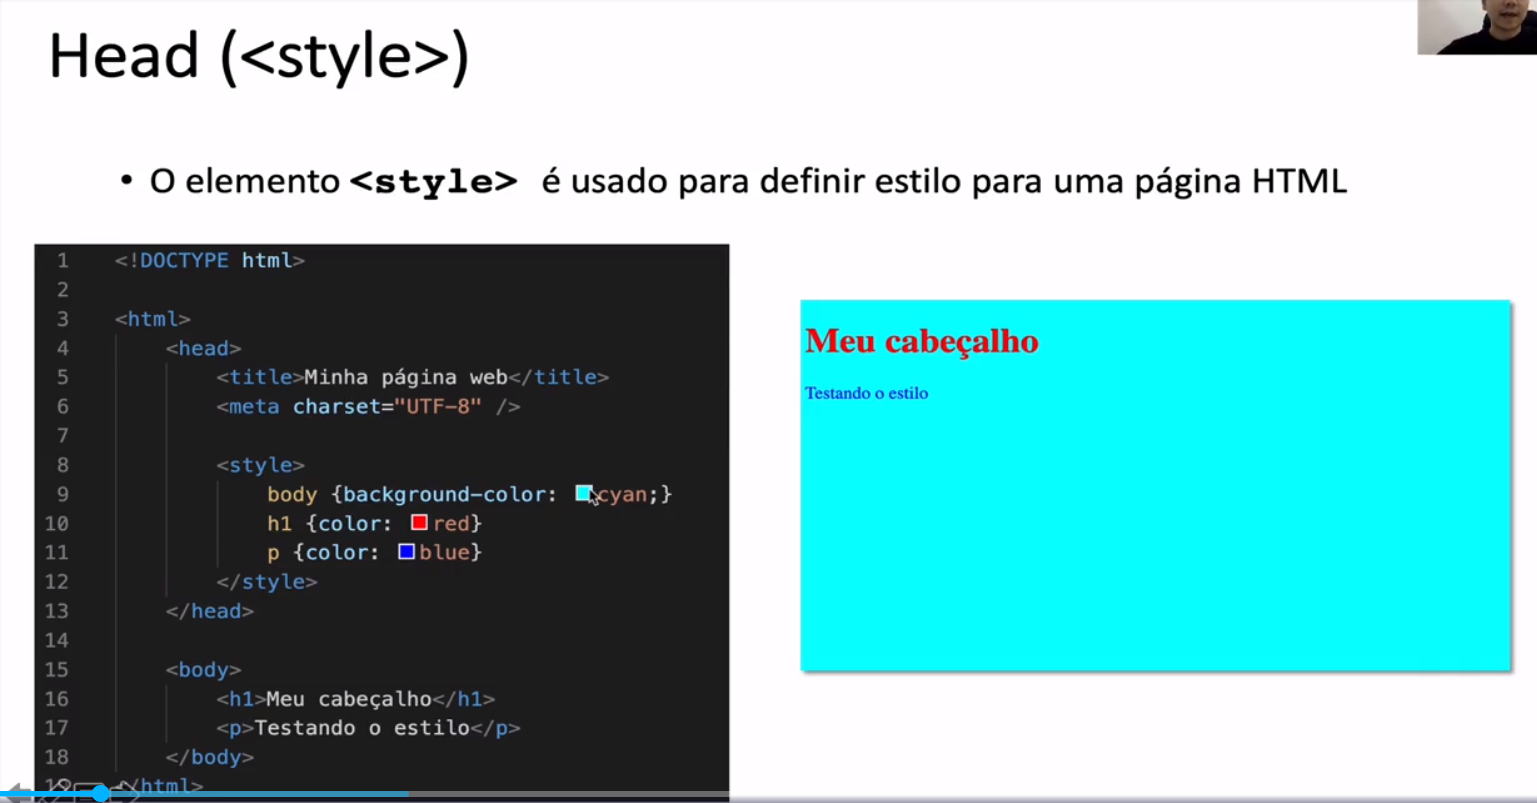 Head (<style>)
• O elemento <style> é usado para definir estilo para uma página HTML
1 <!DOCTYPE html>
2
3 <html>
4 <head>
5 <title>Minha página web</title>
6 <meta charset="UTF-8" />
7
8 <style>
9 body {background-color: cyan;}
10 h1 {color: red}
11 p {color: blue}
12 </style>
13 </head>
14
15 <body>
16 <h1>Meu cabeçalho</h1>
17 <p>Testando o estilo</p>
18 </body>
19 </html>
Meu cabeçalho
Testando o estilo